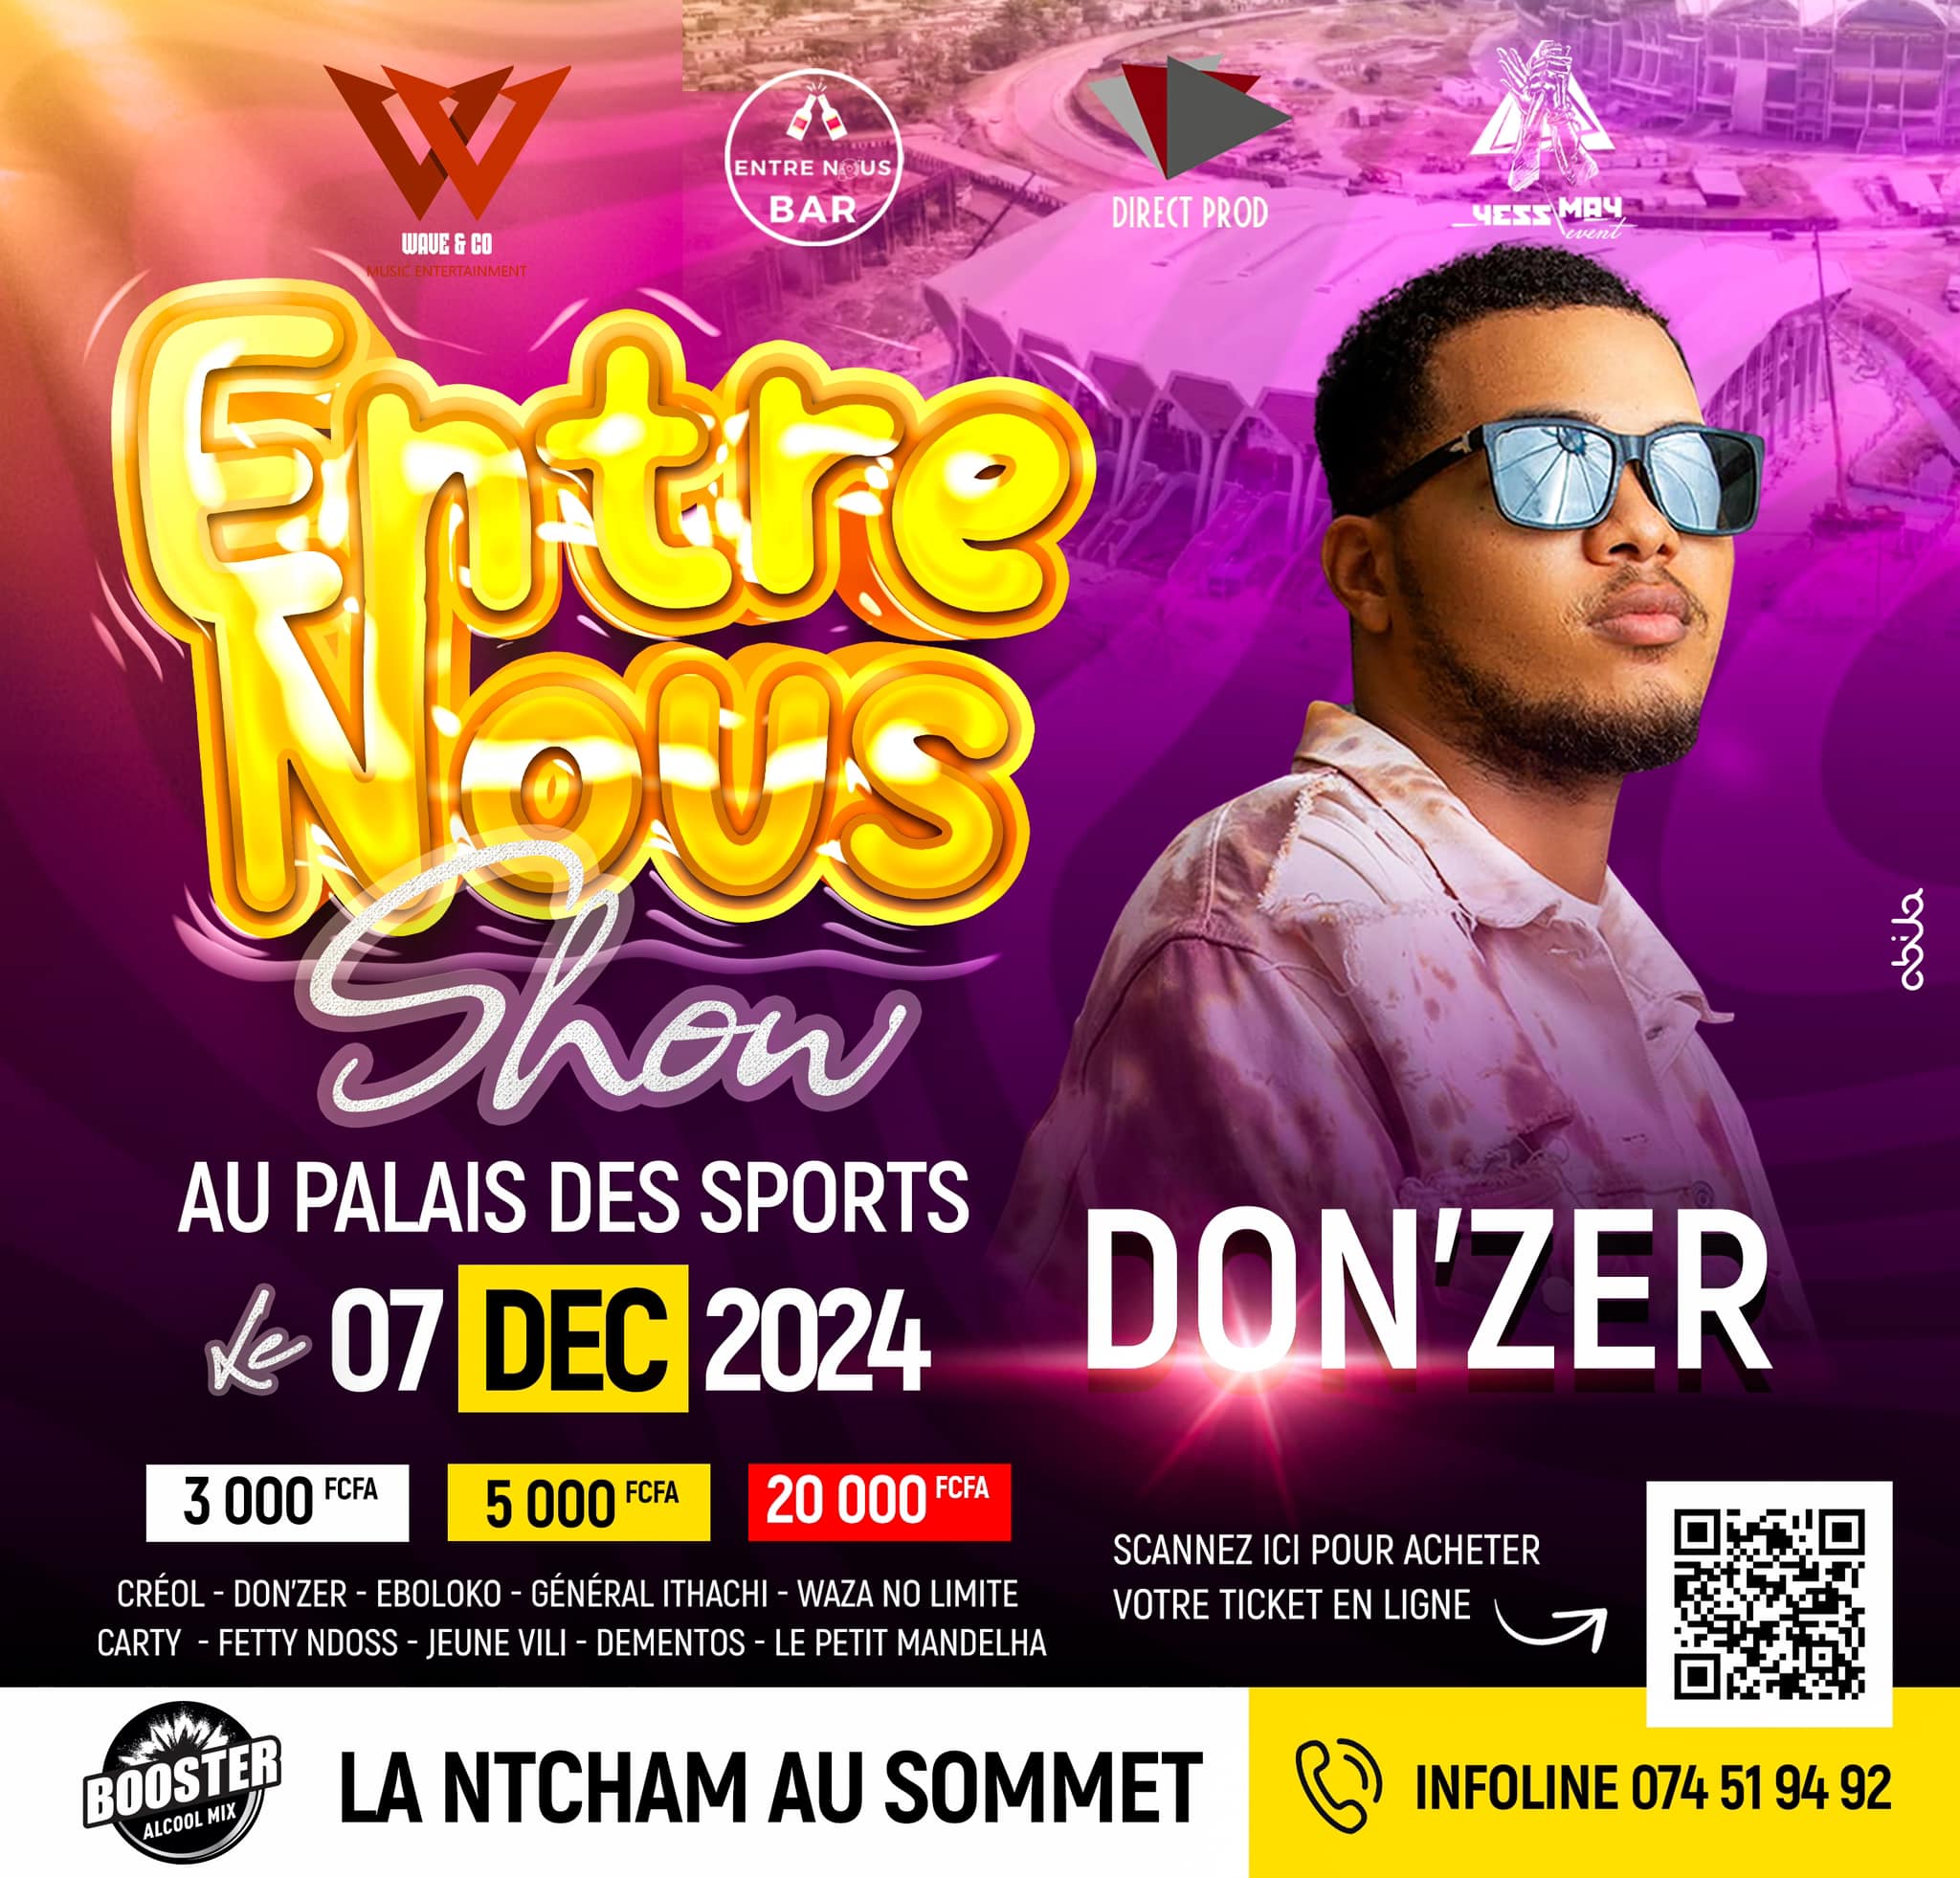 WAVE & CO
MUSIC ENTERTAINMENT
ENTRE NOUS
BAR
DIRECT PROD
YESS MAY
event
Entre
Nous
Show
AU PALAIS DES SPORTS
Le 07 DEC 2024
DON'ZER
3 000 FCFA 5 000 FCFA 20 000 FCFA
CRÉOL - DON'ZER - EBOLOKO - GÉNÉRAL ITHACHI - WAZA NO LIMITE
CARTY - FETTY NDOSS - JEUNE VILI - DEMENTOS - LE PETIT MANDELHA
SCANNEZ ICI POUR ACHETER
VOTRE TICKET EN LIGNE
BOOSTER
ALCOOL MIX
LA NTCHAM AU SOMMET
INFOLINE 074 51 94 92